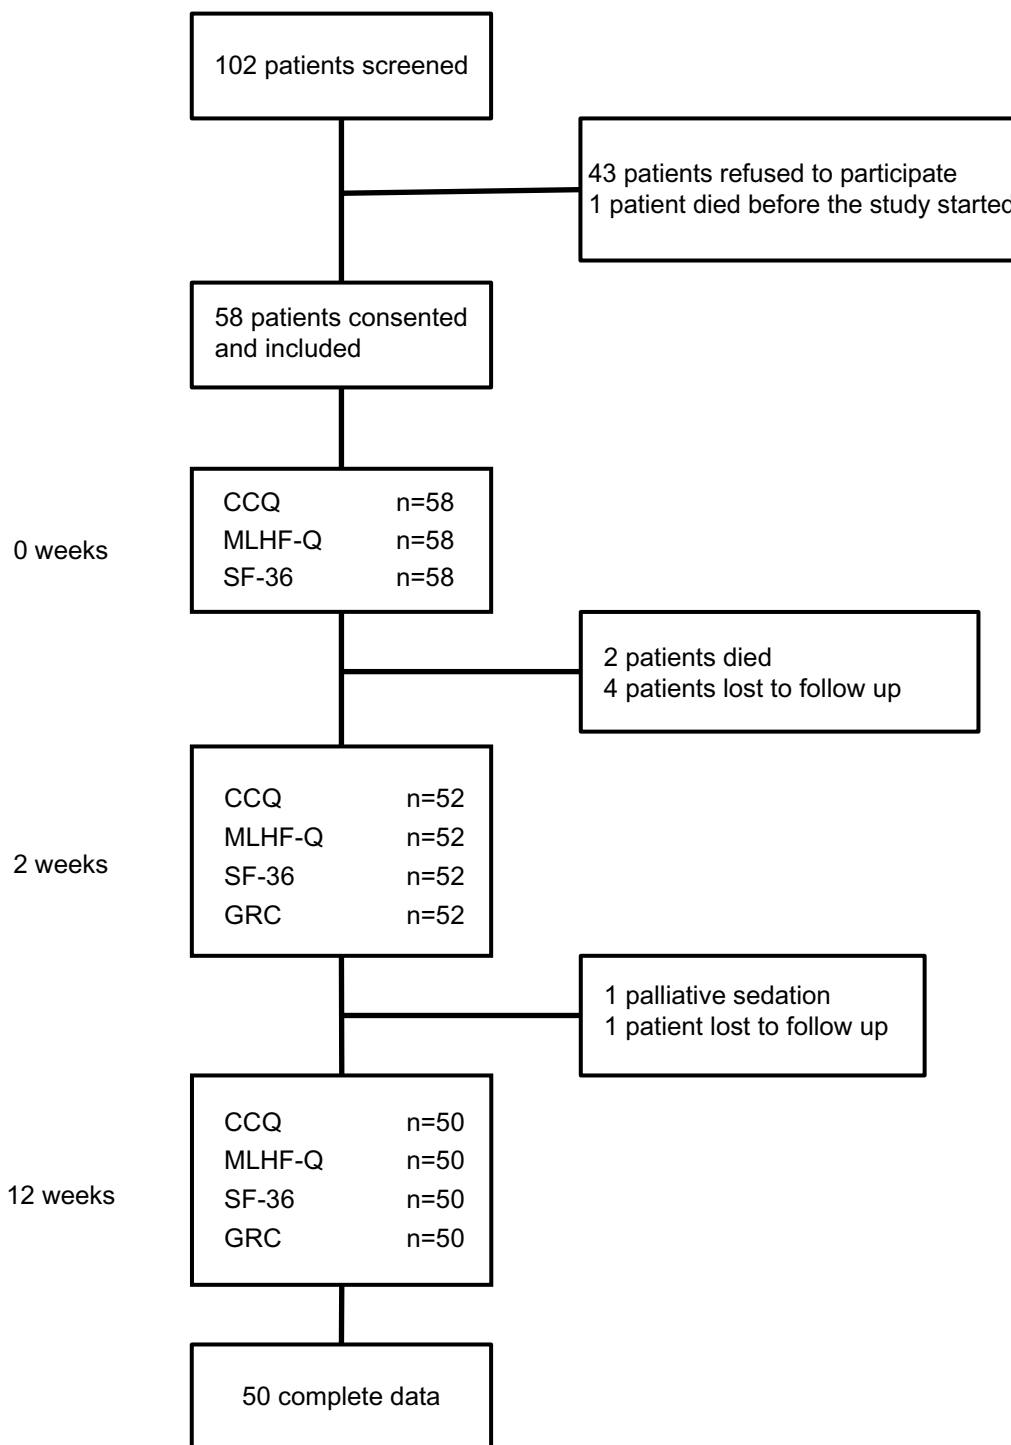 102 patients screened
43 patients refused to participate
1 patient died before the study started
58 patients consented
and included
0 weeks
CCQ n=58
MLHF-Q n=58
SF-36 n=58
2 patients died
4 patients lost to follow up
2 weeks
CCQ n=52
MLHF-Q n=52
SF-36 n=52
GRC n=52
1 palliative sedation
1 patient lost to follow up
12 weeks
CCQ n=50
MLHF-Q n=50
SF-36 n=50
GRC n=50
50 complete data